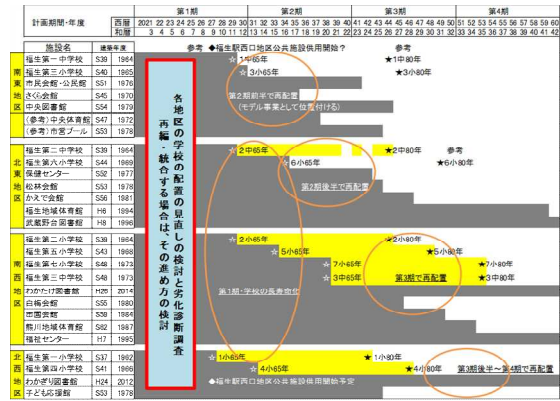 計画期間・年度 西暦 和暦
第1期 第2期 第3期 第4期
2021 22 23 24 25 26 27 28 29 30 31 32 33 34 35 36 37 38 39 40 41 42 43 44 45 46 47 48 49 50 51 52 53 54 55 56 57 58 59 60
3 4 5 6 7 8 9 10 11 12 13 14 15 16 17 18 19 20 21 22 23 24 25 26 27 28 29 30 31 32 33 34 35 36 37 38 39 40 41 42
施設名 建築年度 参考 ◆福生駅西口地区公共施設供用開始? 参考
南東地区
福生第一中学校 S39 1964 ☆1中65年 ★1中80年
福生第三小学校 S40 1965 ☆3小65年 ★3小80年
市民会館・公民館 S51 1976
さくら会館 S45 1970 第2期前半で再配置
中央図書館 S54 1979 (モデル事業として位置付ける)
(参考)中央体育館 S47 1972
(参考)市営プール S53 1978
各地区の学校の配置の見直しの検討と劣化診断調査
再編・統合する場合は、その進め方の検討
北東地区
福生第二中学校 S39 1964 ☆2中65年 ★2中80年 参考
福生第六小学校 S44 1969 ☆6小65年 ★6小80年
保健センター S52 1977
松林会館 S53 1978 第2期後半で再配置
かえで会館 S56 1981
福生地域体育館 H6 1994
武蔵野台図書館 H8 1996
南西地区
福生第二小学校 S39 1964 ☆2小65年 ★2小80年
福生第五小学校 S43 1968 ☆5小65年 ★5小80年
福生第七小学校 S48 1973 ☆7小65年 ★7小80年
福生第三中学校 S48 1973 ☆3中65年 第3期で再配置 ★3中80年
わかたけ図書館 H26 2014 第1期・学校の長寿命化
白梅会館 S55 1980
田園会館 S59 1984
熊川地域体育館 S62 1987
福祉センター H7 1995
北西地区
福生第一小学校 S37 1962 ☆1小65年 ★1小80年
福生第四小学校 S41 1966 ☆4小65年 ★4小80年 第3期後半~第4期で再配置
わかぎり図書館 H24 2012 ◆福生駅西口地区公共施設供用開始予定
子ども応援館 S53 1978